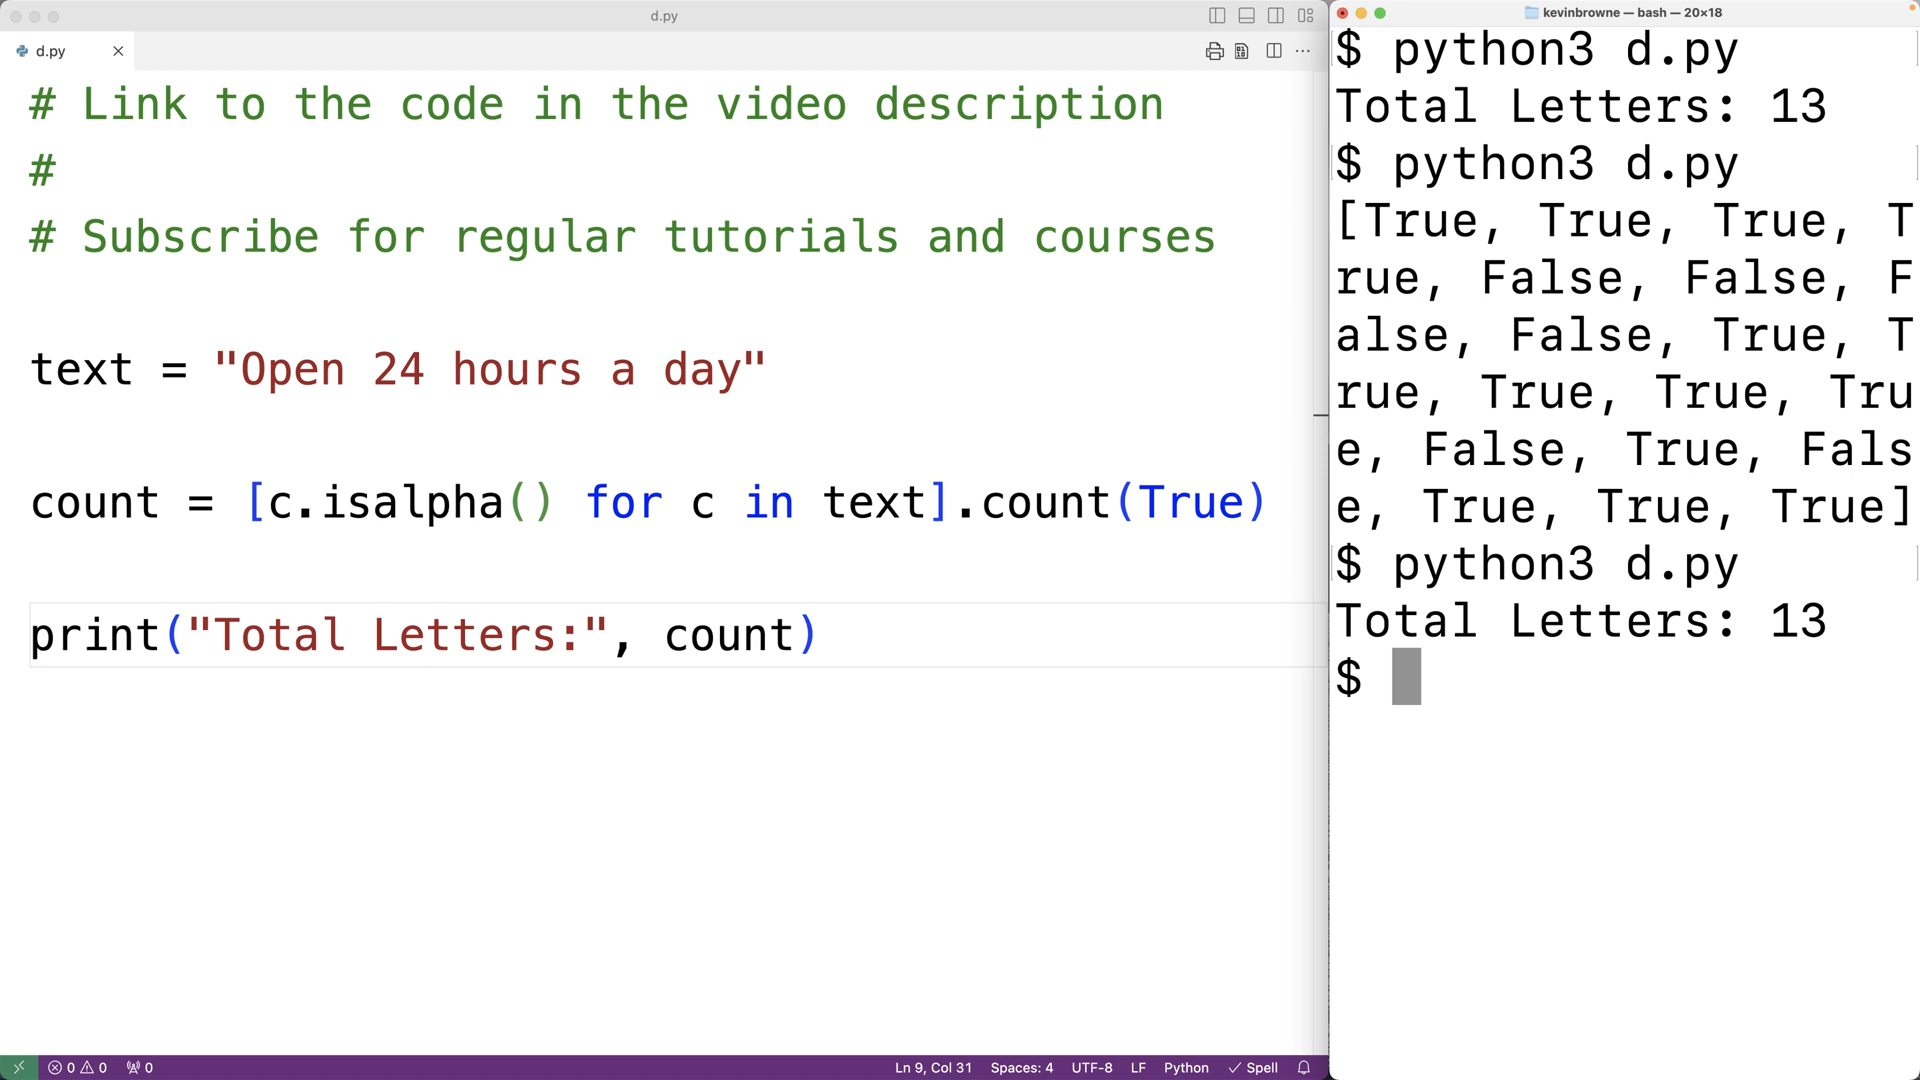 d.py
d.py
# Link to the code in the video description
#
# Subscribe for regular tutorials and courses
text = "Open 24 hours a day"
count = [c.isalpha() for c in text].count(True)
print("Total Letters:", count)
0 0 0
Ln 9, Col 31 Spaces: 4 UTF-8 LF Python Spell
kevinbrowne — bash — 20×18
$ python3 d.py
Total Letters: 13
$ python3 d.py
[True, True, True, T
rue, False, False, F
alse, False, True, T
rue, True, True, Tru
e, False, True, Fals
e, True, True, True]
$ python3 d.py
Total Letters: 13
$